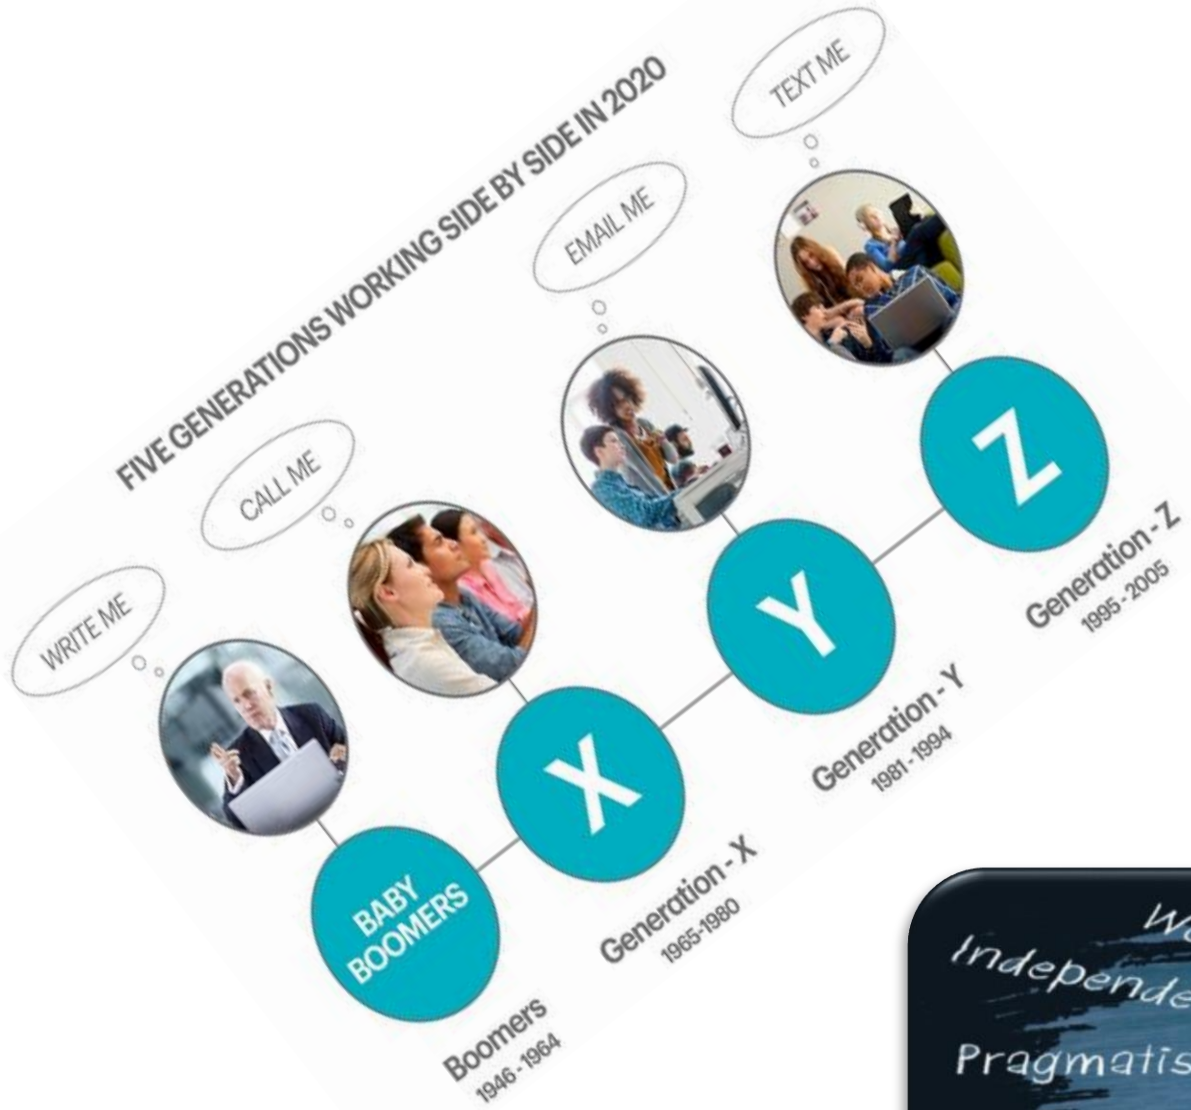 FIVE GENERATIONS WORKING SIDE BY SIDE IN 2020
WRITE ME
CALL ME
EMAIL ME
TEXT ME
BABY
BOOMERS
X
Y
Z
Boomers
1946 - 1964
Generation - X
1965-1980
Generation - Y
1981 - 1994
Generation - Z
1995 - 2005
Pragmatis